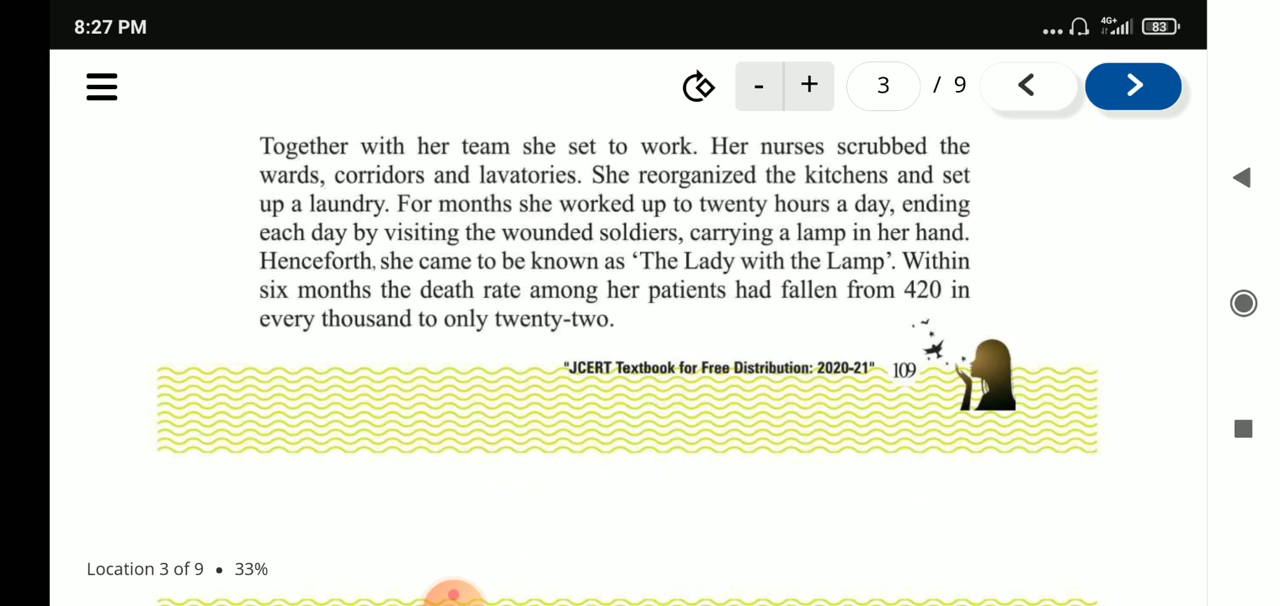 8:27 PM
4G+ 83
- + 3 / 9
Together with her team she set to work. Her nurses scrubbed the
wards, corridors and lavatories. She reorganized the kitchens and set
up a laundry. For months she worked up to twenty hours a day, ending
each day by visiting the wounded soldiers, carrying a lamp in her hand.
Henceforth, she came to be known as ‘The Lady with the Lamp’. Within
six months the death rate among her patients had fallen from 420 in
every thousand to only twenty-two.
"JCERT Textbook for Free Distribution: 2020-21" 109
Location 3 of 9 • 33%